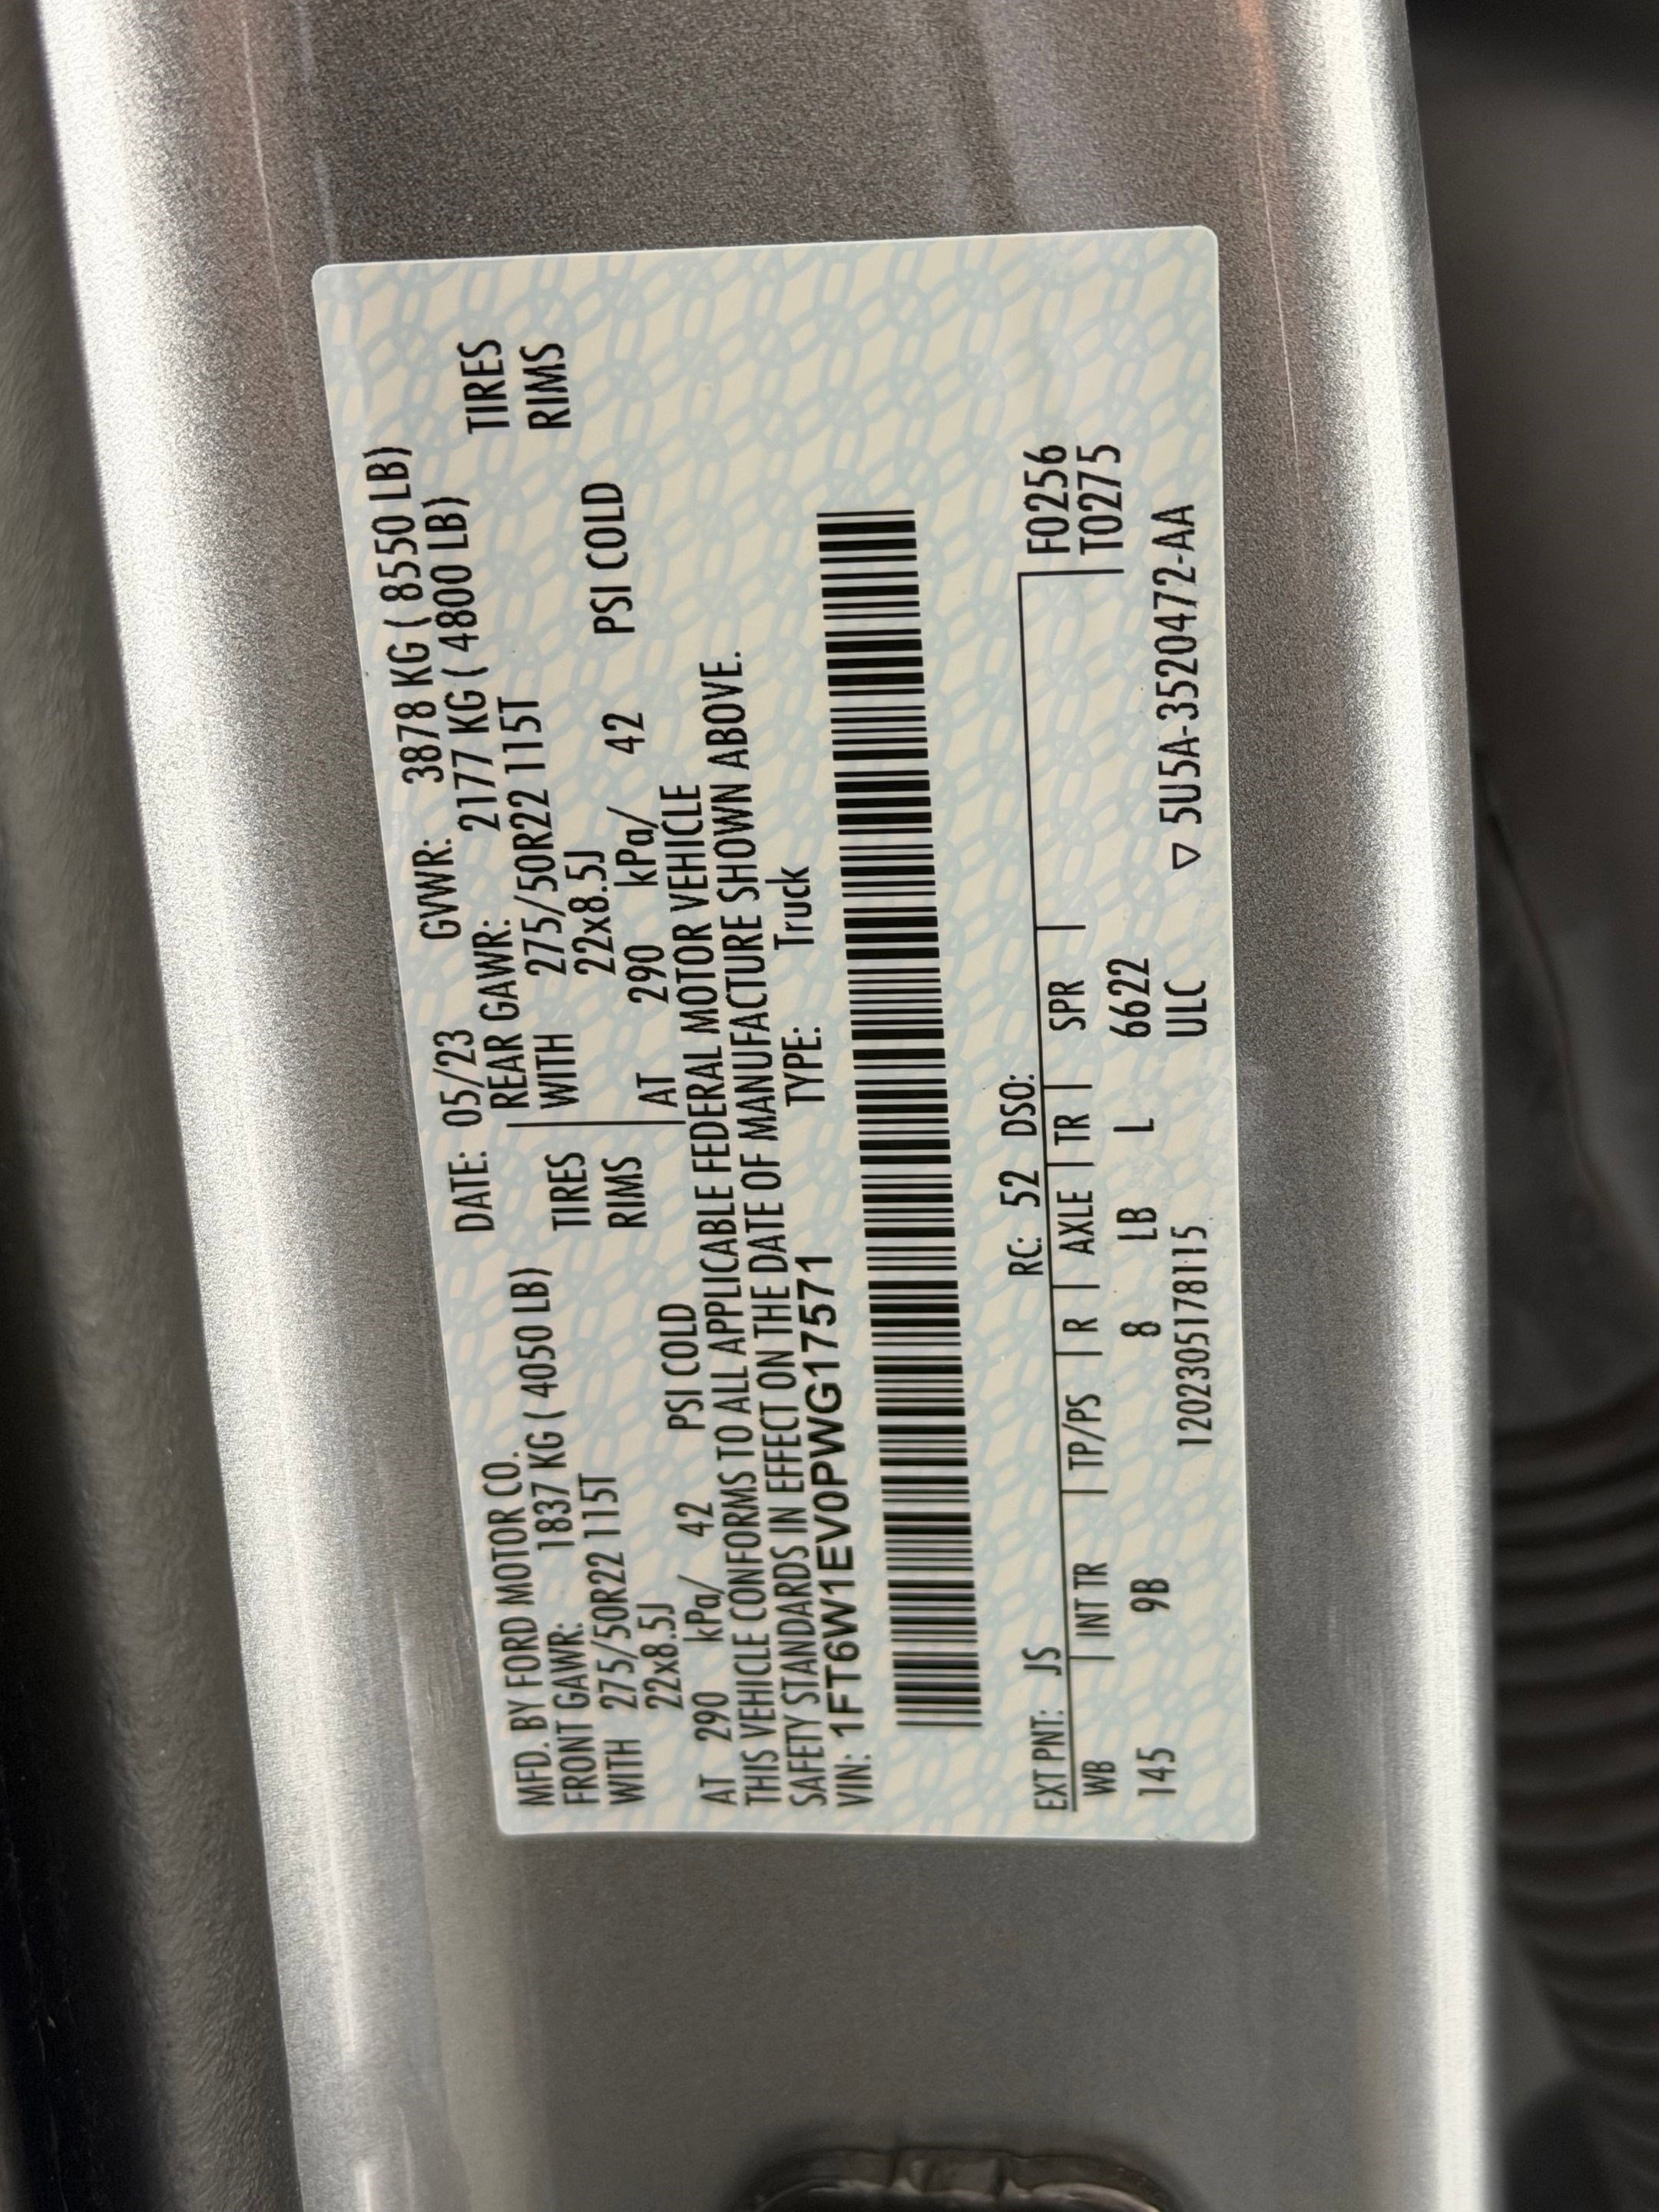 MFD. BY FORD MOTOR CO.
DATE: 05/23 GVWR: 3878 KG ( 8550 LB)
FRONT GAWR: 1837 KG ( 4050 LB)
REAR GAWR: 2177 KG ( 4800 LB)
WITH 275/50R22 115T TIRES
WITH 275/50R22 115T TIRES
22x8.5J RIMS
22x8.5J RIMS
AT 290 kPa/ 42 PSI COLD
AT 290 kPa/ 42 PSI COLD
THIS VEHICLE CONFORMS TO ALL APPLICABLE FEDERAL MOTOR VEHICLE
SAFETY STANDARDS IN EFFECT ON THE DATE OF MANUFACTURE SHOWN ABOVE.
VIN: 1FT6W1EV0PWG17571 TYPE: Truck
EXT PNT: JS RC: 52 DSO: F0256
WB INT TR TP/PS R AXLE TR SPR T0275
145 9B 8 LB L 6622
1202305178115 ULC ▽ 5U5A-3520472-AA